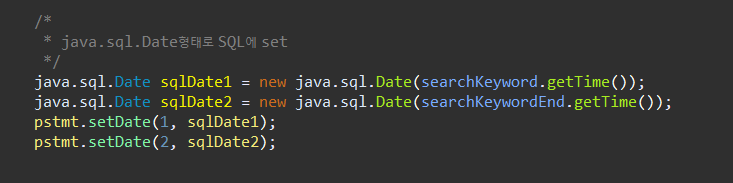 /*
 * java.sql.Date형태로 SQL에 set
 */
java.sql.Date sqlDate1 = new java.sql.Date(searchKeyword.getTime());
java.sql.Date sqlDate2 = new java.sql.Date(searchKeywordEnd.getTime());
pstmt.setDate(1, sqlDate1);
pstmt.setDate(2, sqlDate2);